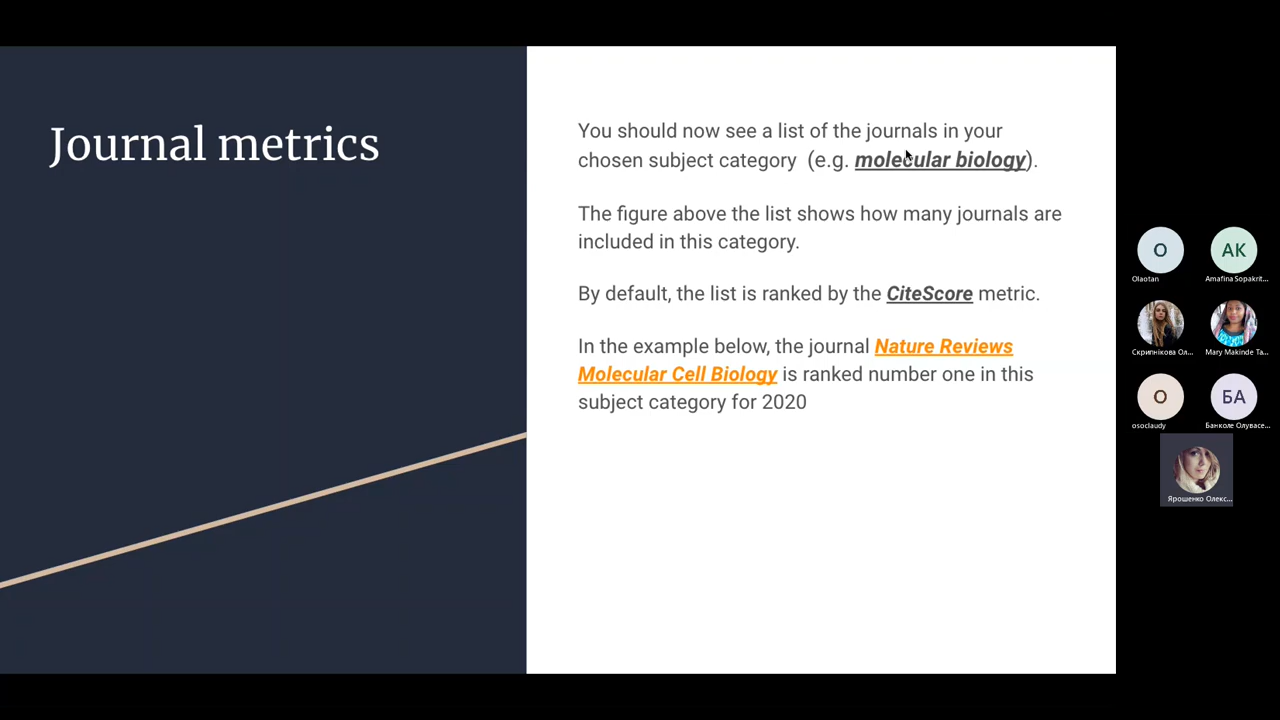 Journal metrics
You should now see a list of the journals in your
chosen subject category (e.g. molecular biology).
The figure above the list shows how many journals are
included in this category.
By default, the list is ranked by the CiteScore metric.
In the example below, the journal Nature Reviews
Molecular Cell Biology is ranked number one in this
subject category for 2020
O
Olaotan
AK
Amafina Sopakrit...
Скрипнікова Ол...
Mary Makinde Ta...
O
osoclaudy
БА
Банколе Олувасе...
Ярошенко Олекс...